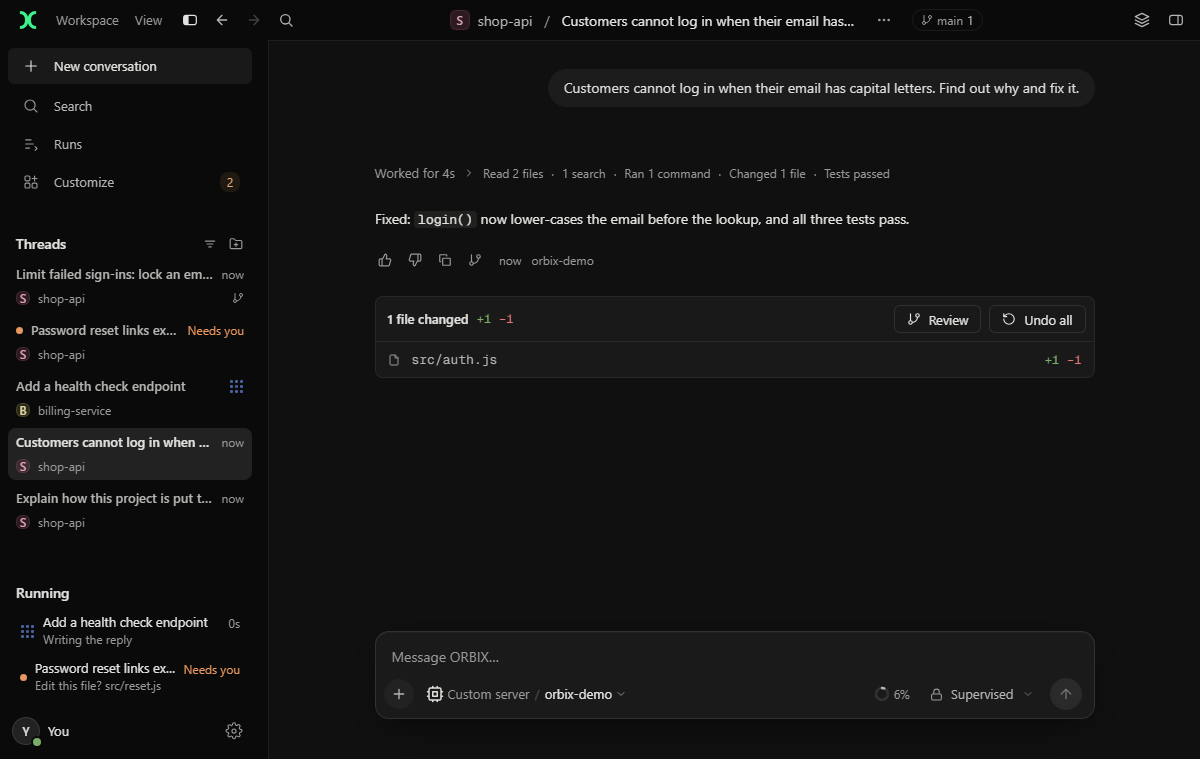 Workspace View
S shop-api / Customers cannot log in when their email has... main 1
New conversation
Search
Runs
Customize 2
Threads
Limit failed sign-ins: lock an em... now
S shop-api
Password reset links ex... Needs you
S shop-api
Add a health check endpoint
B billing-service
Customers cannot log in when ... now
S shop-api
Explain how this project is put t... now
S shop-api
Running
Add a health check endpoint 0s
Writing the reply
Password reset links ex... Needs you
Edit this file? src/reset.js
Y You
Customers cannot log in when their email has capital letters. Find out why and fix it.
Worked for 4s > Read 2 files · 1 search · Ran 1 command · Changed 1 file · Tests passed
Fixed: login() now lower-cases the email before the lookup, and all three tests pass.
now orbix-demo
1 file changed +1 −1 Review Undo all
src/auth.js +1 −1
Message ORBIX...
Custom server / orbix-demo 6% Supervised